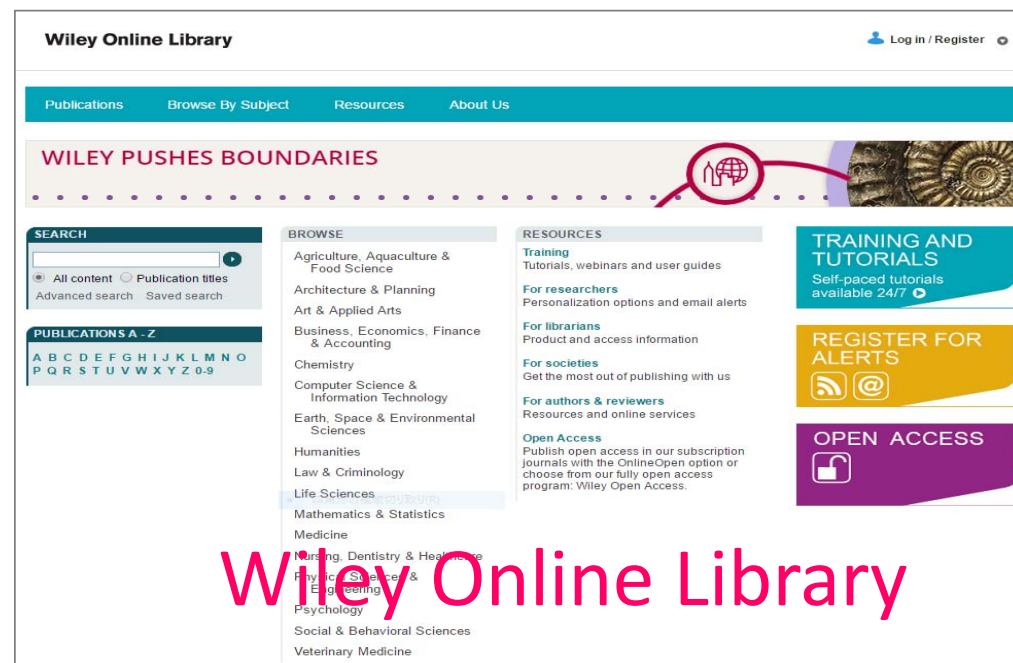 Wiley Online Library
Log in / Register
Publications
Browse By Subject
Resources
About Us
WILEY PUSHES BOUNDARIES
SEARCH
All content
Publication titles
Advanced search
Saved search
PUBLICATIONS A - Z
A B C D E F G H I J K L M N O
P Q R S T U V W X Y Z 0-9
BROWSE
Agriculture, Aquaculture &
Food Science
Architecture & Planning
Art & Applied Arts
Business, Economics, Finance
& Accounting
Chemistry
Computer Science &
Information Technology
Earth, Space & Environmental
Sciences
Humanities
Law & Criminology
Life Sciences
Mathematics & Statistics
Medicine
Nursing, Dentistry & Healthcare
Physical Sciences &
Engineering
Psychology
Social & Behavioral Sciences
Veterinary Medicine
RESOURCES
Training
Tutorials, webinars and user guides
For researchers
Personalization options and email alerts
For librarians
Product and access information
For societies
Get the most out of publishing with us
For authors & reviewers
Resources and online services
Open Access
Publish open access in our subscription
journals with the OnlineOpen option or
choose from our fully open access
program: Wiley Open Access.
TRAINING AND
TUTORIALS
Self-paced tutorials
available 24/7
REGISTER FOR
ALERTS
OPEN ACCESS
Wiley Online Library